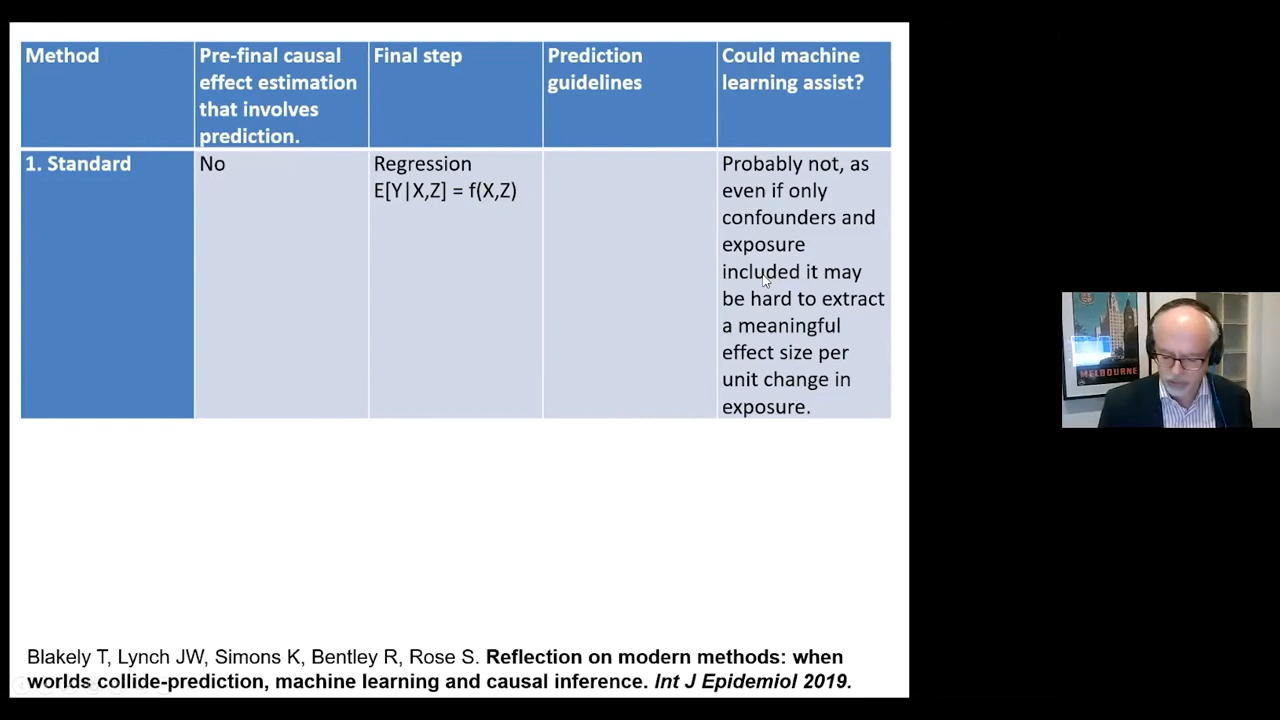 Method
Pre-final causal
effect estimation
that involves
prediction.
Final step
Prediction
guidelines
Could machine
learning assist?
1. Standard
No
Regression
E[Y|X,Z] = f(X,Z)
Probably not, as
even if only
confounders and
exposure
included it may
be hard to extract
a meaningful
effect size per
unit change in
exposure.
MELBOURNE
Blakely T, Lynch JW, Simons K, Bentley R, Rose S. Reflection on modern methods: when
worlds collide-prediction, machine learning and causal inference. Int J Epidemiol 2019.